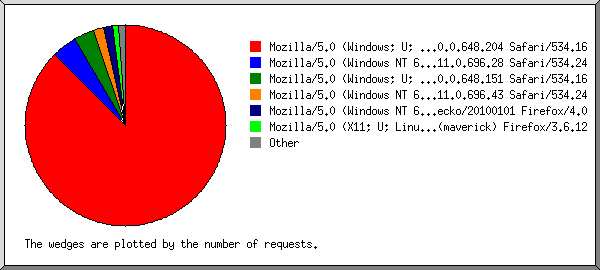 Mozilla/5.0 (Windows; U; ...0.0.648.204 Safari/534.16
Mozilla/5.0 (Windows NT 6...11.0.696.28 Safari/534.24
Mozilla/5.0 (Windows; U; ...0.0.648.151 Safari/534.16
Mozilla/5.0 (Windows NT 6...11.0.696.43 Safari/534.24
Mozilla/5.0 (Windows NT 6...ecko/20100101 Firefox/4.0
Mozilla/5.0 (X11; U; Linu...(maverick) Firefox/3.6.12
Other
The wedges are plotted by the number of requests.